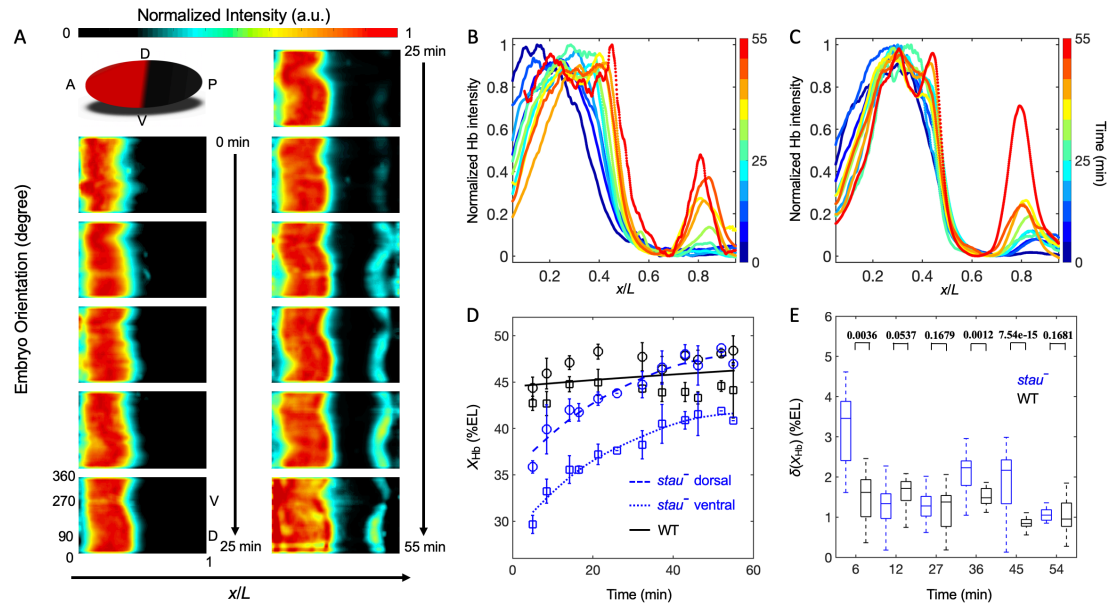 Normalized Intensity (a.u.)
A
0
1
D
A
P
V
25 min
0 min
Embryo Orientation (degree)
360
270
90
0
V
D
25 min
1
55 min
x/L
B
Normalized Hb intensity
1
0.8
0.6
0.4
0.2
0
0.2
0.4
0.6
0.8
x/L
55
25
0
C
Normalized Hb intensity
1
0.8
0.6
0.4
0.2
0
0.2
0.4
0.6
0.8
x/L
55
25
0
Time (min)
D
X_Hb (%EL)
50
45
40
35
30
0
20
40
60
Time (min)
stau⁻ dorsal
stau⁻ ventral
WT
E
δ(x_Hb) (%EL)
6
5
4
3
2
1
0
0.0036
0.0537
0.1679
0.0012
7.54e-15
0.1681
stau⁻
WT
6
12
27
36
45
54
Time (min)